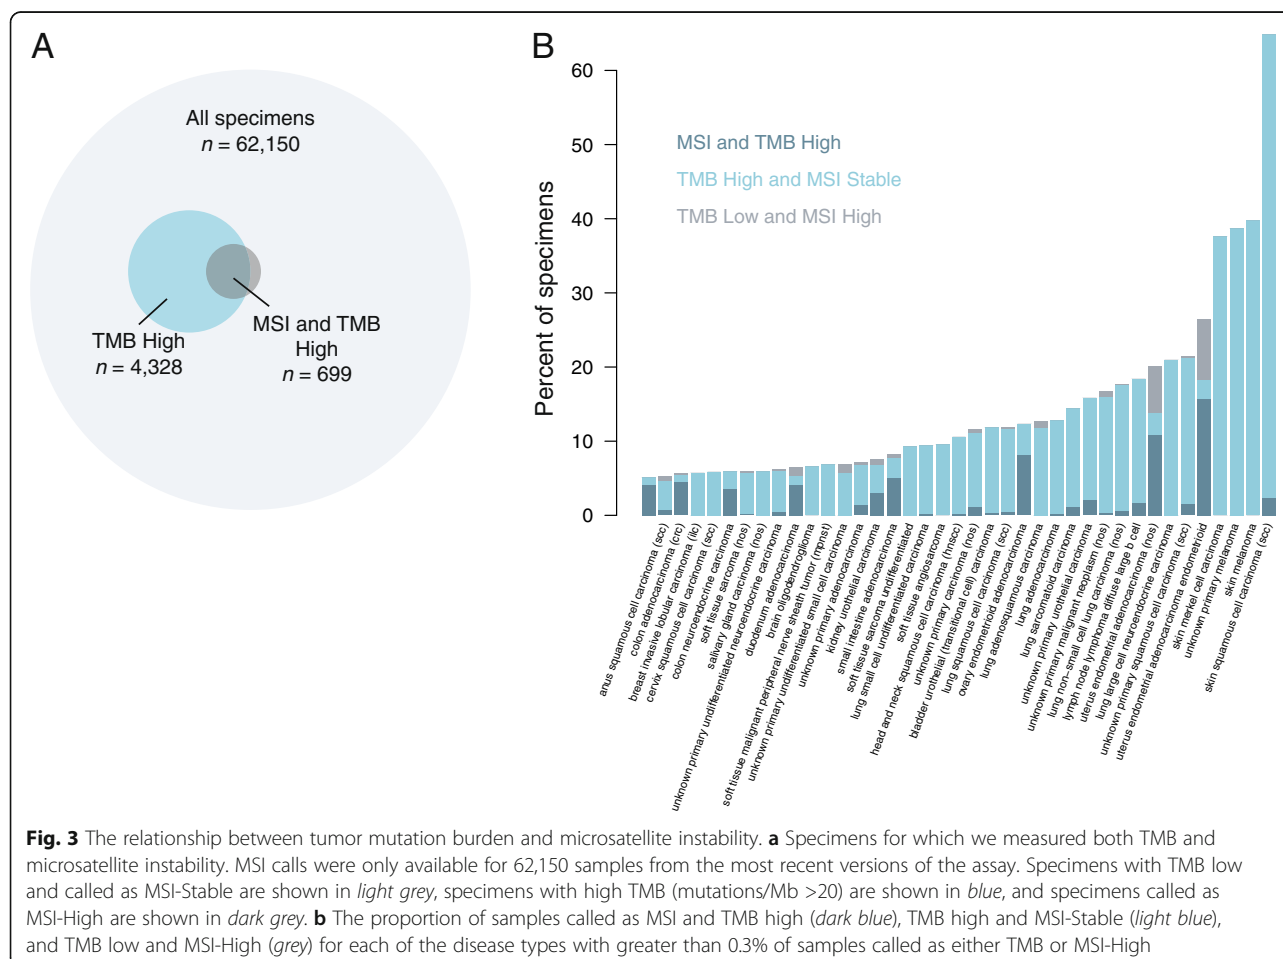 A
All specimens
n = 62,150
TMB High
n = 4,328
MSI and TMB
High
n = 699
B
Percent of specimens
60
50
40
30
20
10
0
MSI and TMB High
TMB High and MSI Stable
TMB Low and MSI High
anus squamous cell carcinoma (scc)
colon adenocarcinoma (crc)
breast invasive lobular carcinoma (ilc)
cervix squamous cell carcinoma (scc)
colon neuroendocrine carcinoma
soft tissue sarcoma (nos)
salivary gland carcinoma (nos)
unknown primary undifferentiated neuroendocrine carcinoma
duodenum adenocarcinoma
brain oligodendroglioma
soft tissue malignant peripheral nerve sheath tumor (mpnst)
unknown primary undifferentiated small cell carcinoma
unknown primary adenocarcinoma
kidney urothelial carcinoma
small intestine adenocarcinoma
soft tissue sarcoma undifferentiated
lung small cell undifferentiated carcinoma
soft tissue angiosarcoma
head and neck squamous cell carcinoma (hnscc)
unknown primary carcinoma (nos)
bladder urothelial (transitional cell) carcinoma
lung squamous cell carcinoma (scc)
ovary endometrioid adenocarcinoma
lung adenosquamous carcinoma
lung adenocarcinoma
lung sarcomatoid carcinoma
unknown primary urothelial carcinoma
unknown primary malignant neoplasm (nos)
lung non–small cell lung carcinoma (nos)
lymph node lymphoma diffuse large b cell
uterus endometrial adenocarcinoma (nos)
lung large cell neuroendocrine carcinoma
unknown primary squamous cell carcinoma (scc)
uterus endometrial adenocarcinoma endometrioid
skin merkel cell carcinoma
unknown primary melanoma
skin melanoma
skin squamous cell carcinoma (scc)
Fig. 3 The relationship between tumor mutation burden and microsatellite instability. a Specimens for which we measured both TMB and
microsatellite instability. MSI calls were only available for 62,150 samples from the most recent versions of the assay. Specimens with TMB low
and called as MSI-Stable are shown in light grey, specimens with high TMB (mutations/Mb >20) are shown in blue, and specimens called as
MSI-High are shown in dark grey. b The proportion of samples called as MSI and TMB high (dark blue), TMB high and MSI-Stable (light blue),
and TMB low and MSI-High (grey) for each of the disease types with greater than 0.3% of samples called as either TMB or MSI-High